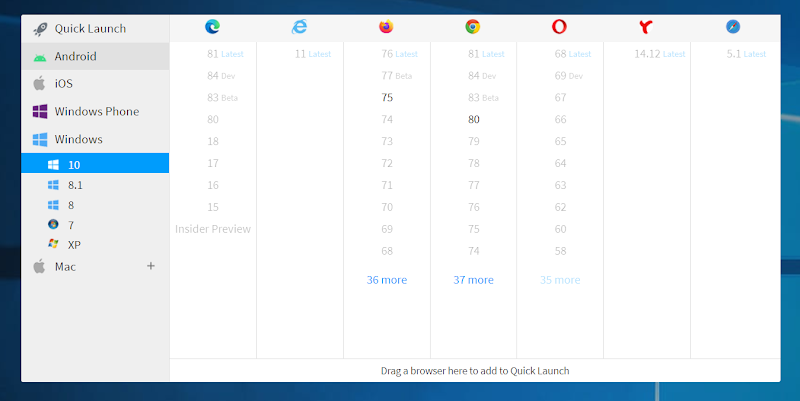 Quick Launch
Android
iOS
Windows Phone
Windows
10
8.1
8
7
XP
Mac +
81 Latest 11 Latest 76 Latest 81 Latest 68 Latest 14.12 Latest 5.1 Latest
84 Dev 77 Beta 84 Dev 69 Dev
83 Beta 75 83 Beta 67
80 74 80 66
18 73 79 65
17 72 78 64
16 71 77 63
15 70 76 62
Insider Preview 69 75 60
68 74 58
36 more 37 more 35 more
Drag a browser here to add to Quick Launch